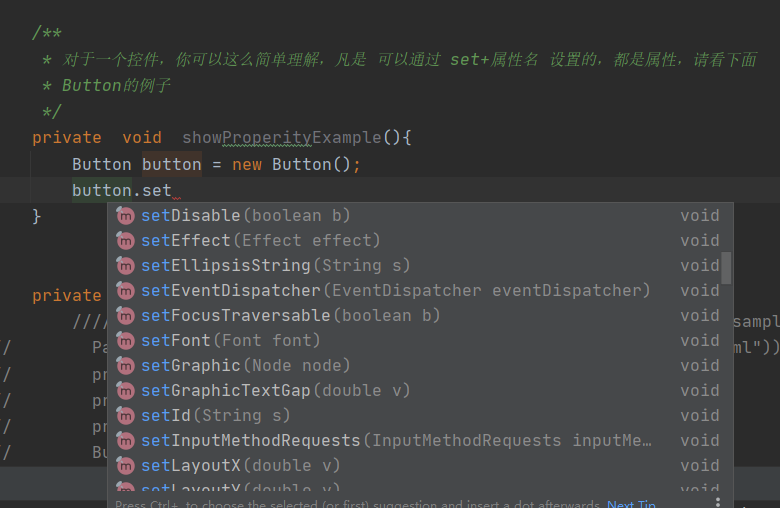 /**
* 对于一个控件，你可以这么简单理解，凡是 可以通过 set+属性名 设置的，都是属性，请看下面
* Button的例子
*/
private void showProperityExample(){
Button button = new Button();
button.set
}
setDisable(boolean b) void
setEffect(Effect effect) void
setEllipsisString(String s) void
setEventDispatcher(EventDispatcher eventDispatcher) void
private
setFocusTraversable(boolean b) void
//// sampl
setFont(Font font) void
// Pa ml"))
setGraphic(Node node) void
// pr
setGraphicTextGap(double v) void
// pr
setId(String s) void
// pr
setInputMethodRequests(InputMethodRequests inputMe… void
// Bu
setLayoutX(double v) void
setLayoutY(double v) void
Press Ctrl+. to choose the selected (or first) suggestion and insert a dot afterwards Next Tip